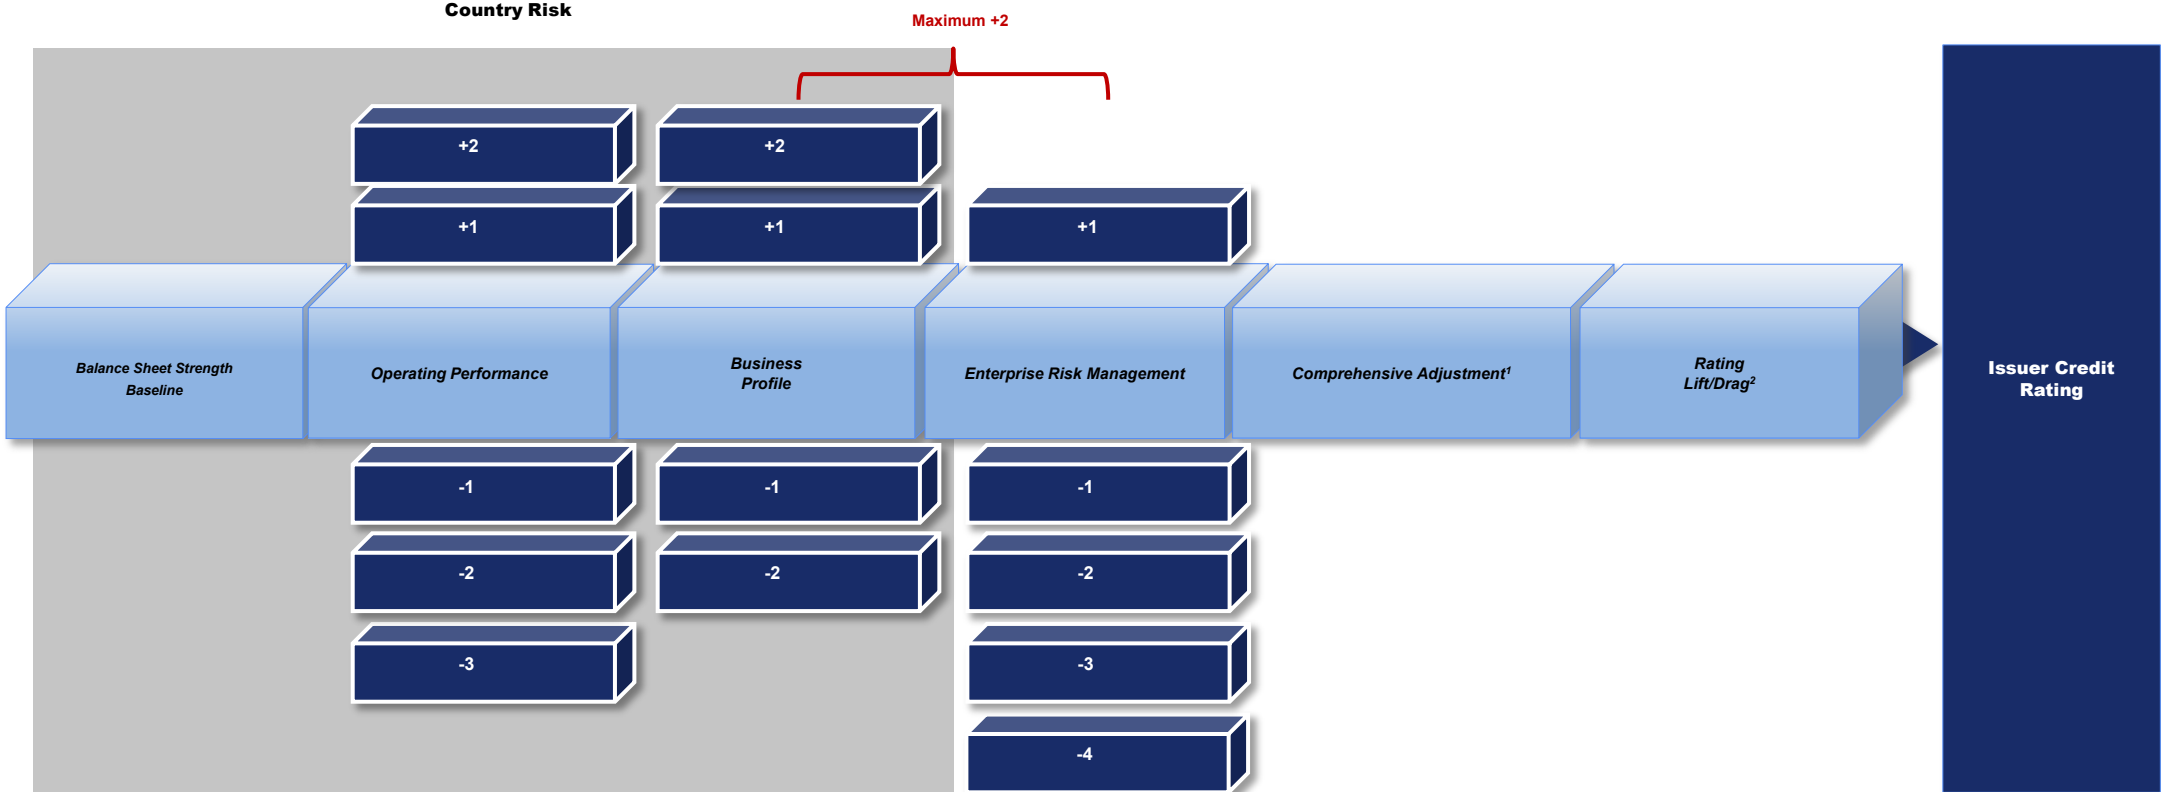 Country Risk
Maximum +2
+2
+2
+1
+1
+1
Balance Sheet Strength
Baseline
Operating Performance
Business
Profile
Enterprise Risk Management
Comprehensive Adjustment1
Rating
Lift/Drag2
Issuer Credit
Rating
-1
-1
-1
-2
-2
-2
-3
-3
-4